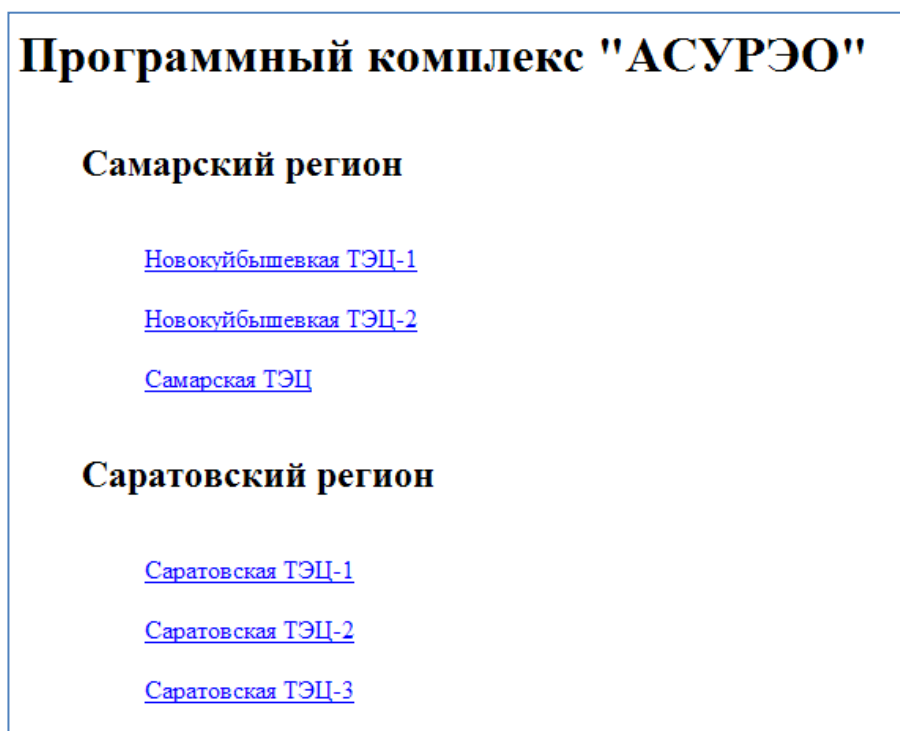 Программный комплекс "АСУРЭО"
Самарский регион
Новокуйбышевкая ТЭЦ-1
Новокуйбышевкая ТЭЦ-2
Самарская ТЭЦ
Саратовский регион
Саратовская ТЭЦ-1
Саратовская ТЭЦ-2
Саратовская ТЭЦ-3